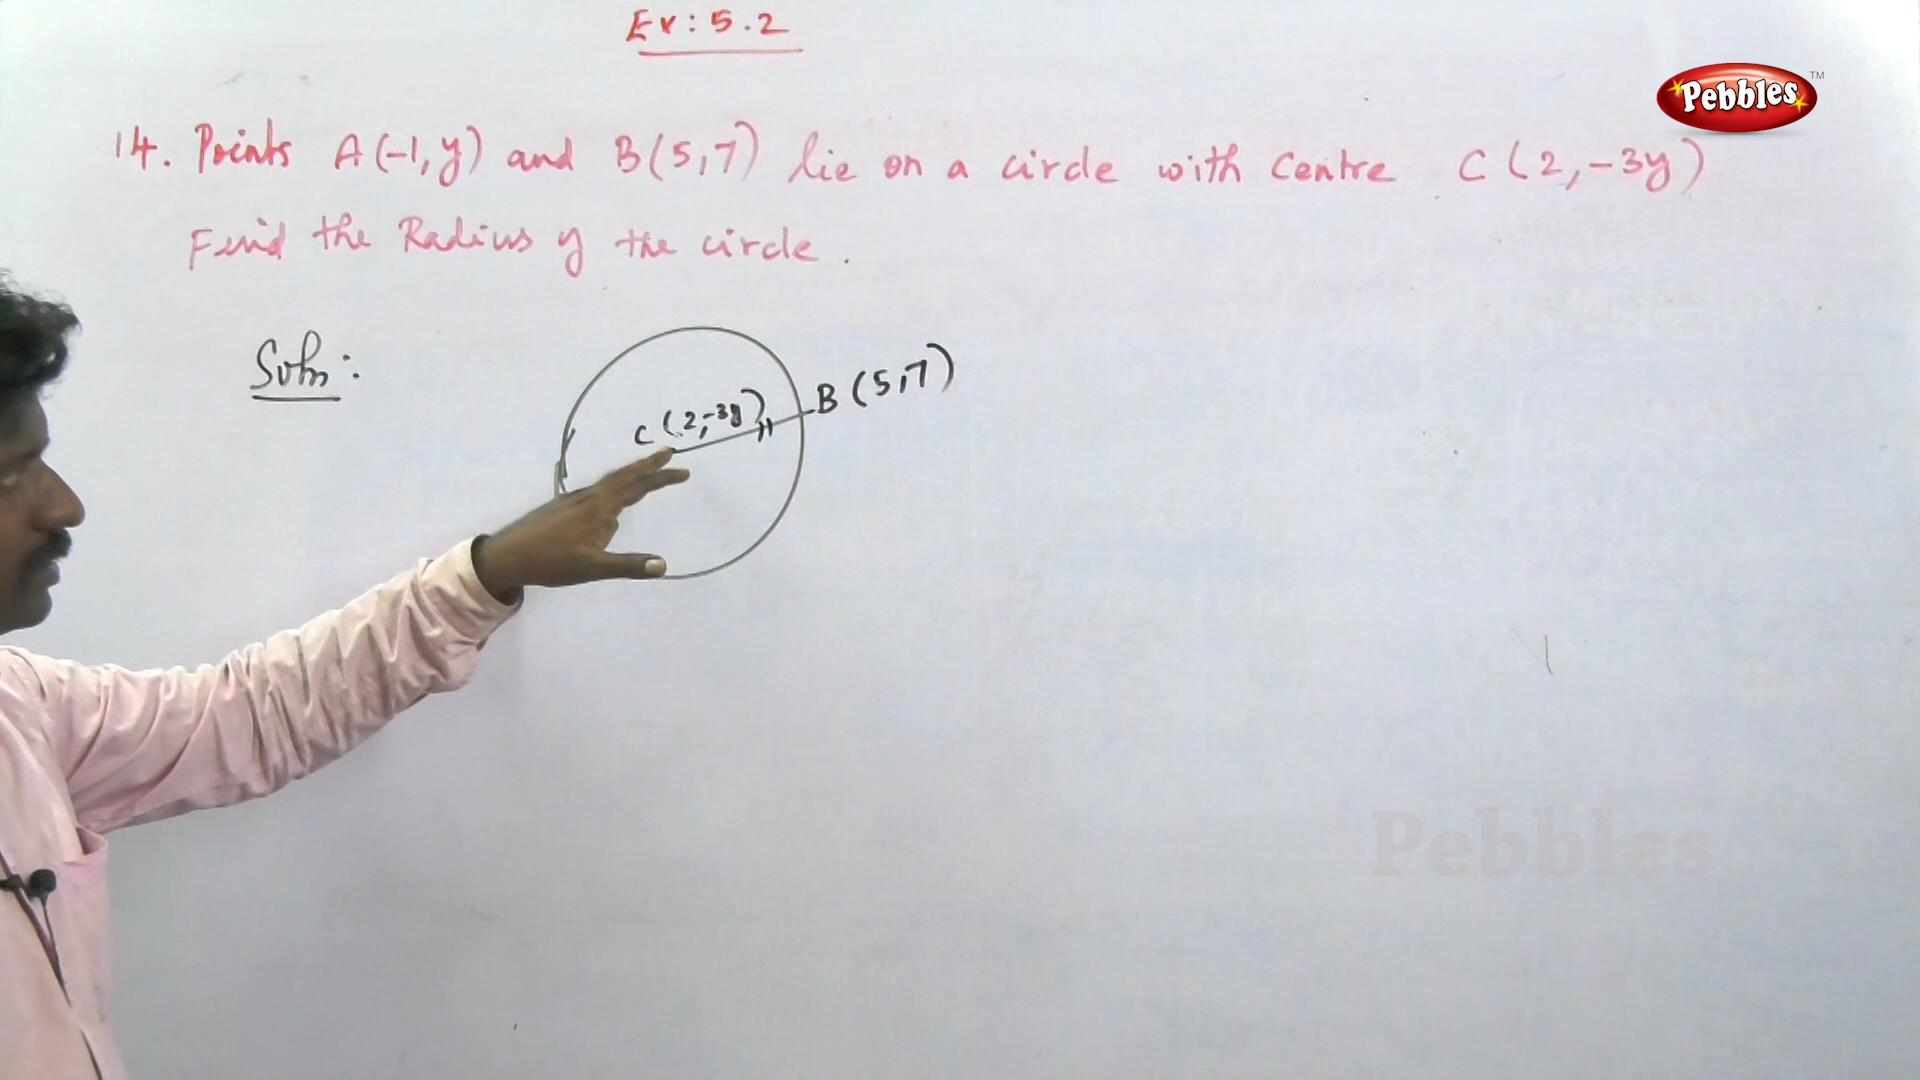 Ex: 5.2
Pebbles TM
14. Points A(-1,y) and B(5,7) lie on a circle with Centre C(2,-3y)
Find the Radius of the circle.
Soln:
C(2,-3y)
B(5,7)
Pebbles